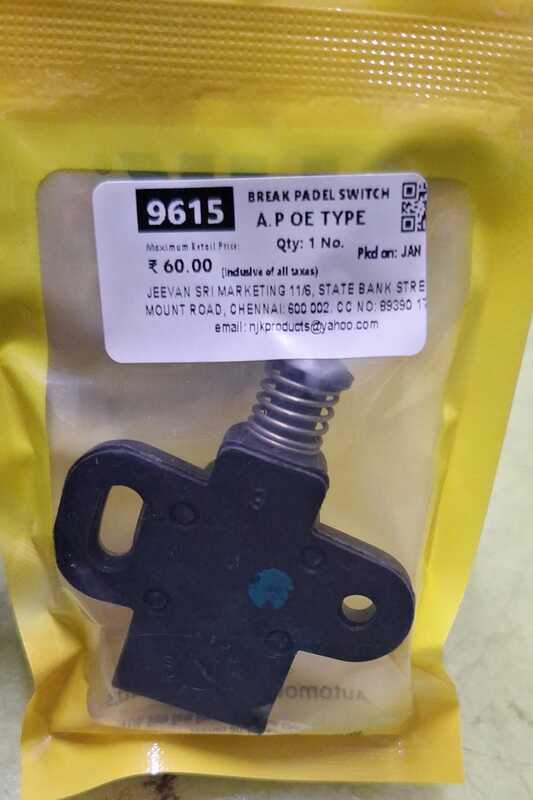 9615
BREAK PADEL SWITCH
A.P OE TYPE
Qty: 1 No.
Pkd on: JAN
Maximum Retail Price:
₹ 60.00 (Inclusive of all taxes)
JEEVAN SRI MARKETING 11/6, STATE BANK STRE
MOUNT ROAD, CHENNAI: 600 002. CC NO: 89390 17
email: njkproducts@yahoo.com